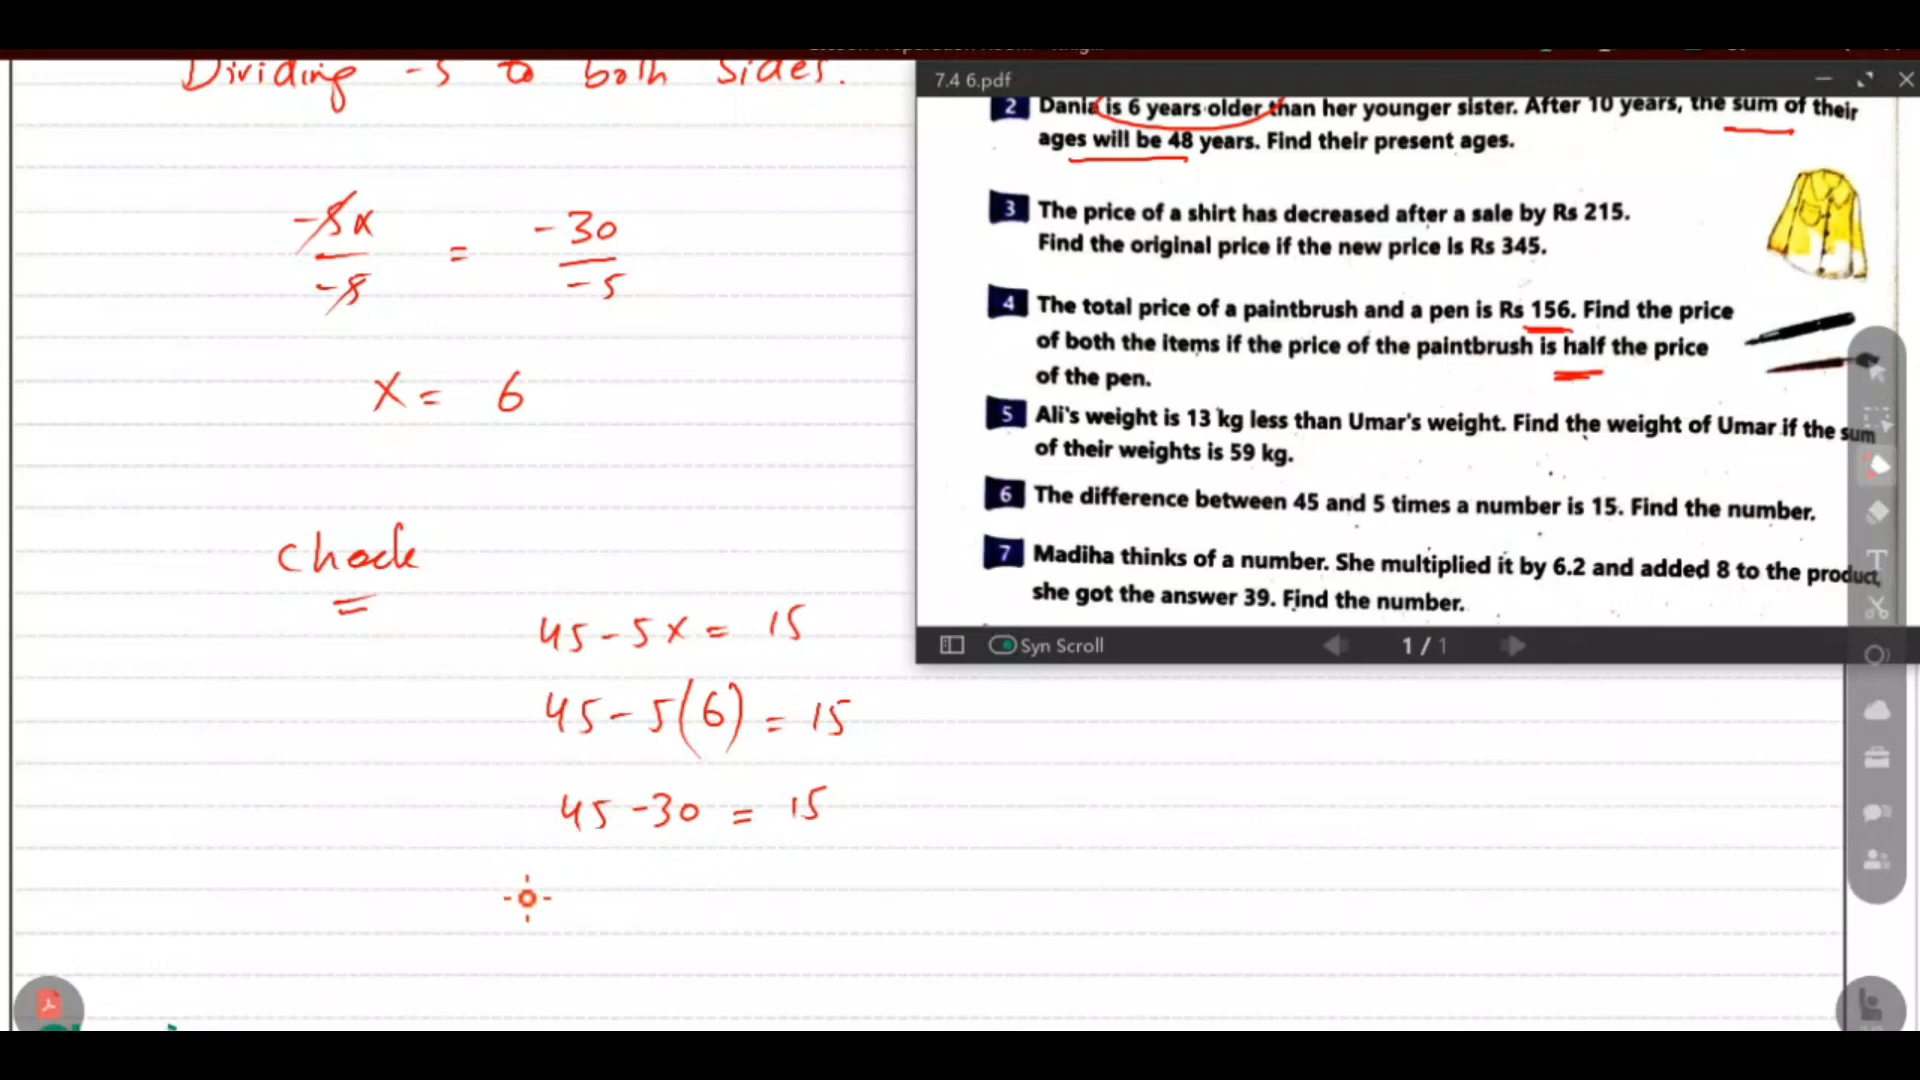 Dividing -5 to both sides.
-5x = -30
-5 -5
x = 6
Check
45-5x = 15
45-5(6) = 15
45-30 = 15
7.4 6.pdf
2 Dania is 6 years older than her younger sister. After 10 years, the sum of their
ages will be 48 years. Find their present ages.
3 The price of a shirt has decreased after a sale by Rs 215.
Find the original price if the new price is Rs 345.
4 The total price of a paintbrush and a pen is Rs 156. Find the price
of both the items if the price of the paintbrush is half the price
of the pen.
5 Ali's weight is 13 kg less than Umar's weight. Find the weight of Umar if the sum
of their weights is 59 kg.
6 The difference between 45 and 5 times a number is 15. Find the number.
7 Madiha thinks of a number. She multiplied it by 6.2 and added 8 to the product,
she got the answer 39. Find the number.
Syn Scroll
1 / 1